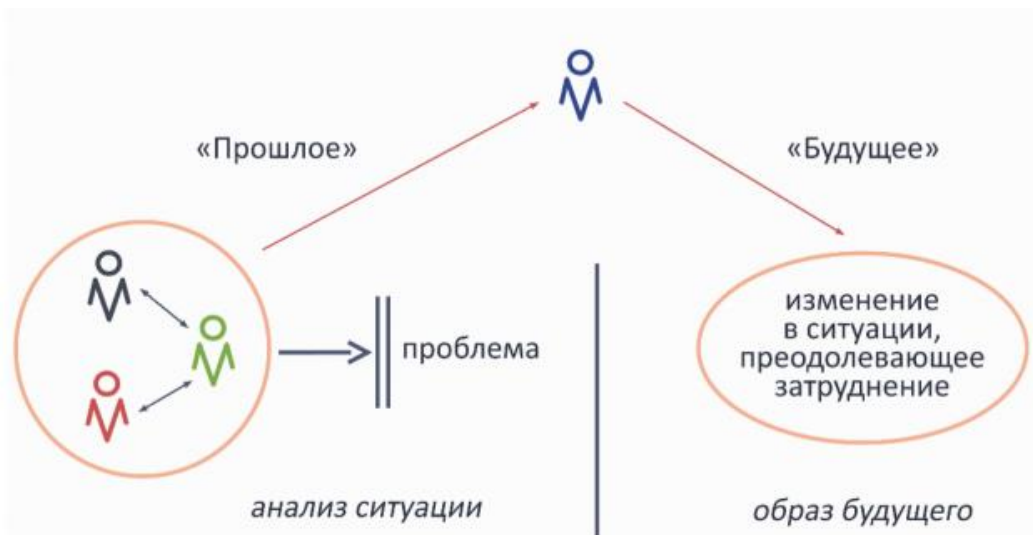 «Прошлое»
«Будущее»
проблема
изменение
в ситуации,
преодолевающее
затруднение
анализ ситуации
образ будущего